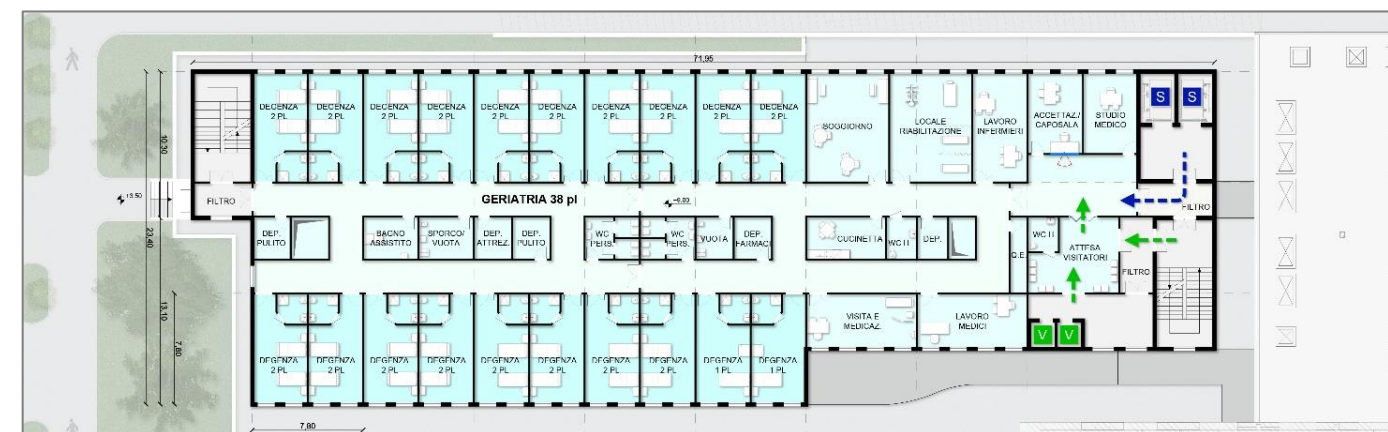 71,95
DEGENZA
2 PL
DEGENZA
2 PL
DEGENZA
2 PL
DEGENZA
2 PL
DEGENZA
2 PL
DEGENZA
2 PL
DEGENZA
2 PL
DEGENZA
2 PL
DEGENZA
2 PL
DEGENZA
2 PL
SOGGIORNO
LOCALE
RIABILITAZIONE
LAVORO
INFERMIERI
ACCETTAZ./
CAPOSALA
STUDIO
MEDICO
S
S
10,30
23,40
13,10
7,80
+13.50
FILTRO
GERIATRIA 38 pl
FILTRO
DEP.
PULITO
BAGNO
ASSISTITO
SPORCO/
VUOTA
DEP.
ATTREZ.
DEP.
PULITO
WC
PERS.
WC
PERS.
VUOTA
DEP.
FARMACI
CUCINETTA
WC H
DEP.
Q.E.
WC H
ATTESA
VISITATORI
FILTRO
DEGENZA
2 PL
DEGENZA
2 PL
DEGENZA
2 PL
DEGENZA
2 PL
DEGENZA
2 PL
DEGENZA
2 PL
DEGENZA
2 PL
DEGENZA
2 PL
DEGENZA
1 PL
DEGENZA
1 PL
VISITA E
MEDICAZ.
LAVORO
MEDICI
V
V
7,80